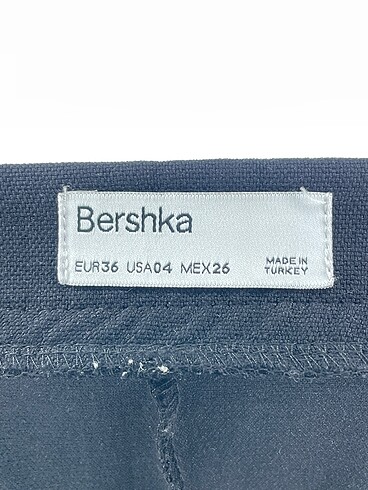 Bershka
EUR36 USA04 MEX26
MADE IN
TURKEY